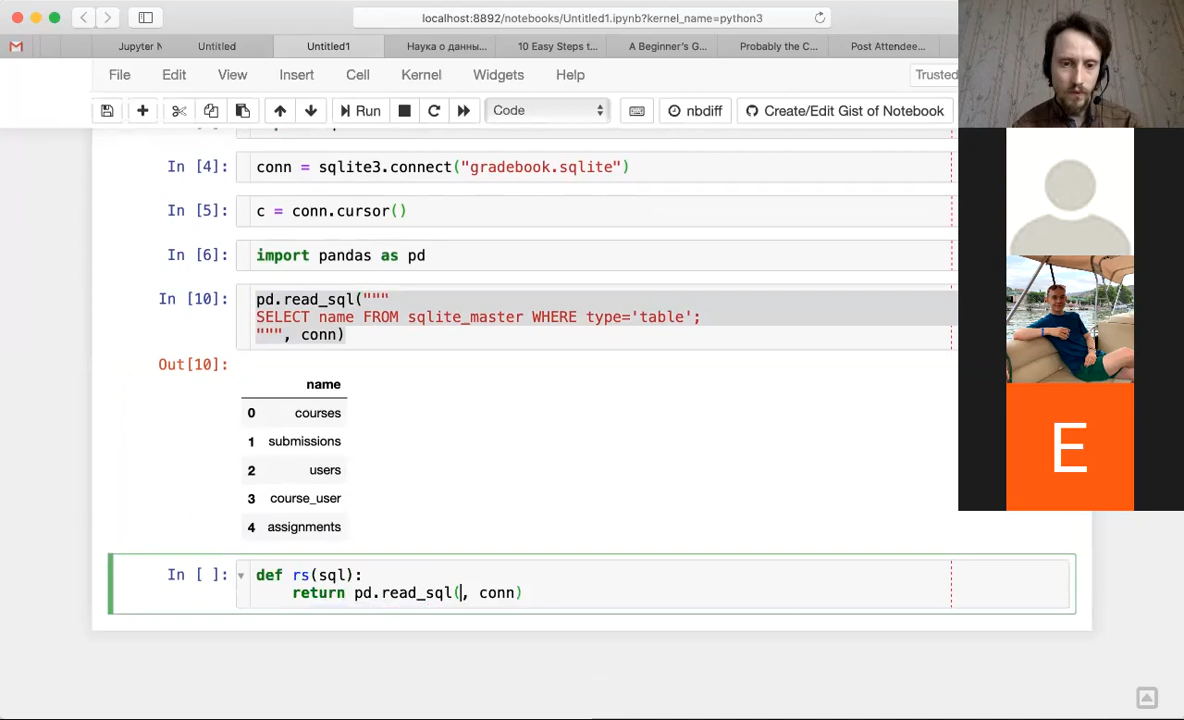 localhost:8892/notebooks/Untitled1.ipynb?kernel_name=python3
Jupyter N
Untitled
Untitled1
Наука о данны...
10 Easy Steps t...
A Beginner's G...
Probably the C...
Post Attendee...
File Edit View Insert Cell Kernel Widgets Help
Trusted
Run
Code
nbdiff
Create/Edit Gist of Notebook
In [4]: conn = sqlite3.connect("gradebook.sqlite")
In [5]: c = conn.cursor()
In [6]: import pandas as pd
In [10]: pd.read_sql("""
SELECT name FROM sqlite_master WHERE type='table';
""", conn)
Out[10]:
name
0 courses
1 submissions
2 users
3 course_user
4 assignments
In [ ]: def rs(sql):
return pd.read_sql(, conn)
E